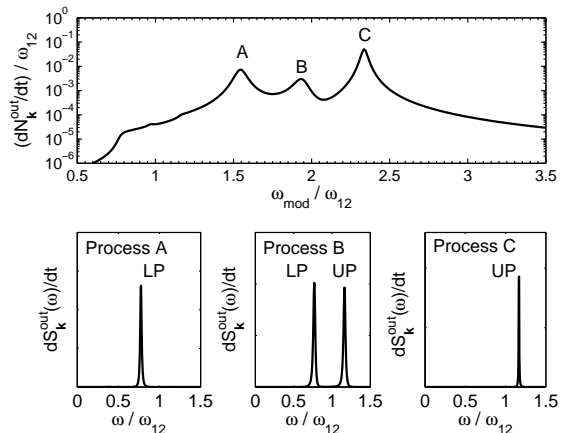 (dN_k^out/dt) / ω_12
10^0
10^-1
10^-2
10^-3
10^-4
10^-5
10^-6
A
B
C
0.5 1 1.5 2 2.5 3 3.5
ω_mod / ω_12
dS_k^out(ω)/dt
Process A
LP
0 0.5 1 1.5
ω / ω_12
dS_k^out(ω)/dt
Process B
LP UP
0 0.5 1 1.5
ω / ω_12
dS_k^out(ω)/dt
Process C
UP
0 0.5 1 1.5
ω / ω_12